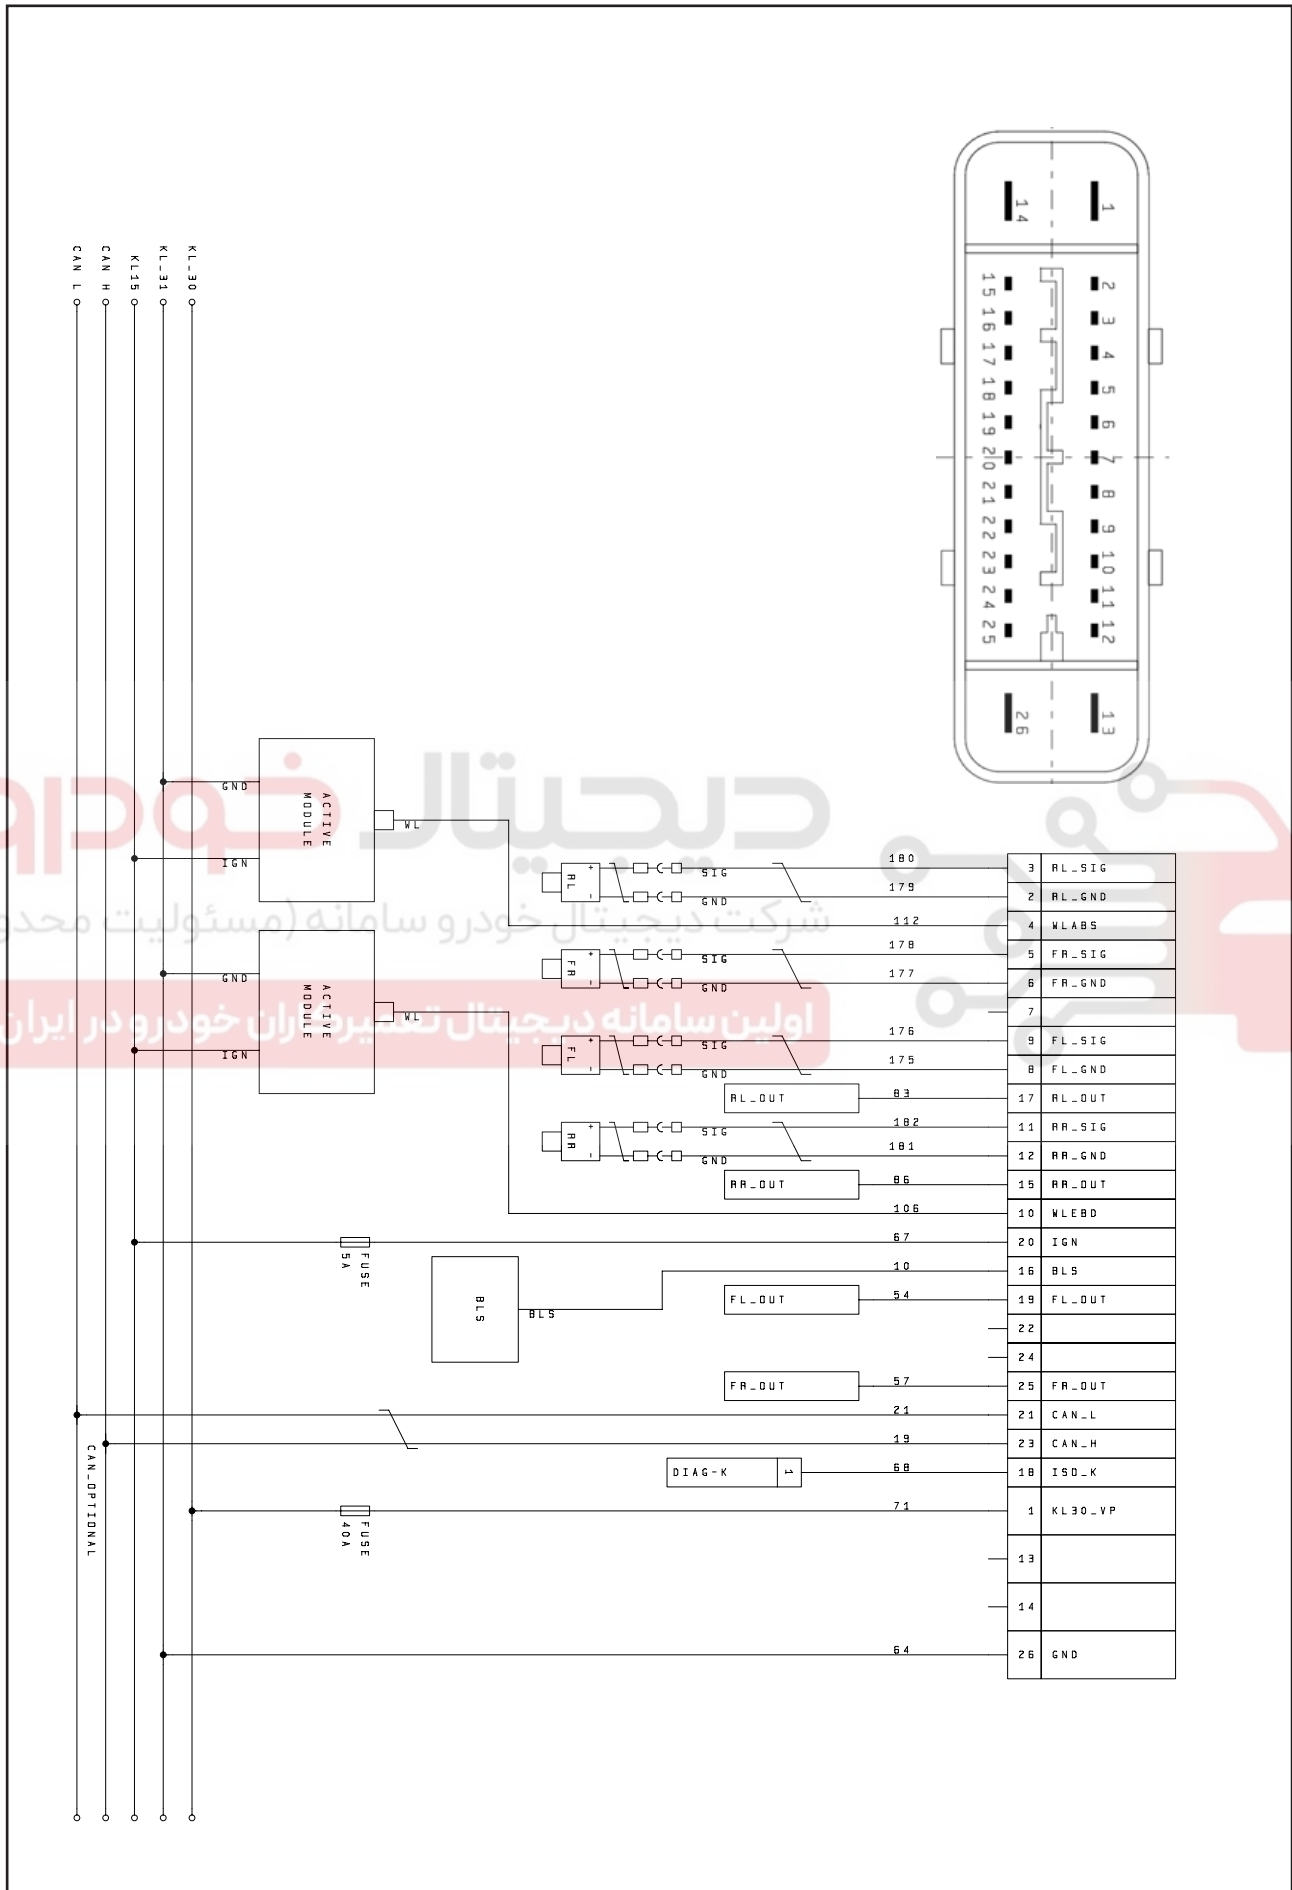 1
14
2
3
4
5
6
7
8
9
10
11
12
15
16
17
18
19
20
21
22
23
24
25
13
26
CAN L
CAN H
KL15
KL_31
KL_30
GND
IGN
ACTIVE
MODULE
WL
GND
IGN
ACTIVE
MODULE
WL
دیجیتال خودرو
شرکت دیجیتال خودرو سامانه (مسئولیت
اولین سامانه دیجیتال تعمیرکاران خودرو در ایران
RL + - SIG 180 3 RL_SIG
GND 179 2 RL_GND
112 4 WLABS
FR + - SIG 178 5 FR_SIG
GND 177 6 FR_GND
7
FL + - SIG 176 9 FL_SIG
GND 175 8 FL_GND
RL_OUT 83 17 RL_OUT
RR + - SIG 182 11 RR_SIG
GND 181 12 RR_GND
RR_OUT 86 15 RR_OUT
106 10 WLEBD
FUSE
5A
67 20 IGN
BLS BLS 10 16 BLS
FL_OUT 54 19 FL_OUT
22
24
FR_OUT 57 25 FR_OUT
21 21 CAN_L
19 23 CAN_H
CAN_OPTIONAL
DIAG-K 1 68 18 ISO_K
FUSE
40A
71 1 KL30_VP
13
14
64 26 GND